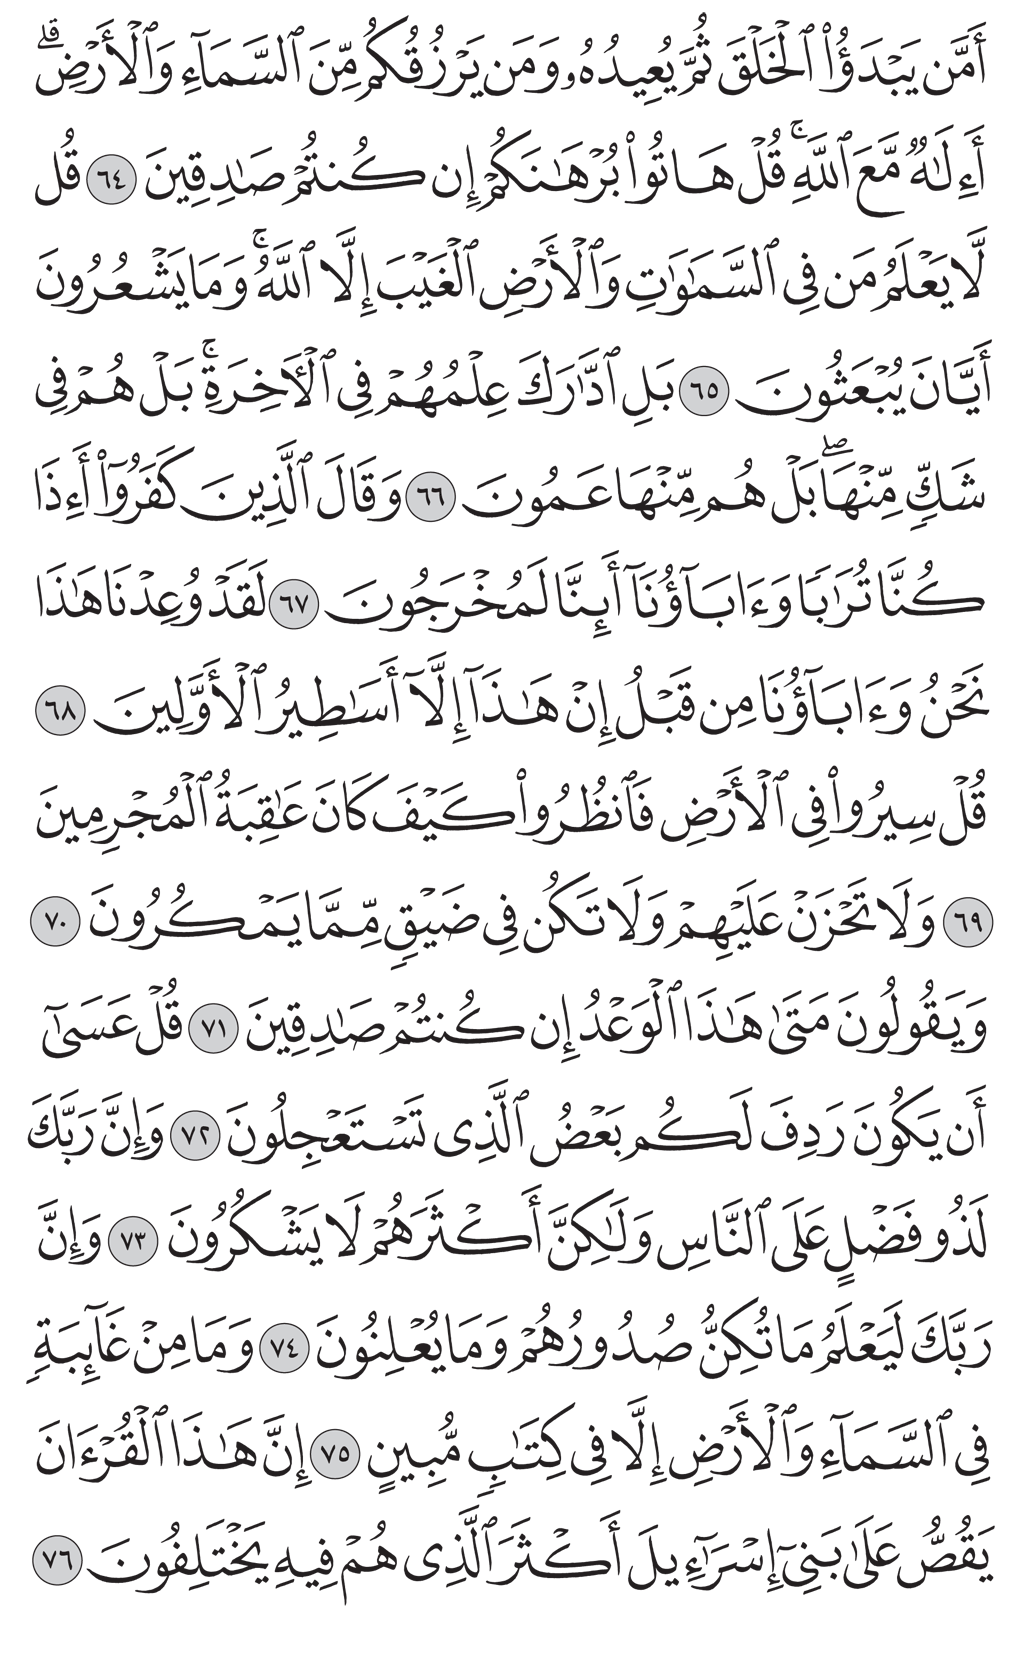 أَمَّن يَبْدَؤُا۟ ٱلْخَلْقَ ثُمَّ يُعِيدُهُۥ وَمَن يَرْزُقُكُم مِّنَ ٱلسَّمَآءِ وَٱلْأَرْضِ ۗ
أَءِلَٰهٌ مَّعَ ٱللَّهِ ۚ قُلْ هَاتُوا۟ بُرْهَٰنَكُمْ إِن كُنتُمْ صَٰدِقِينَ ٦٤ قُل
لَّا يَعْلَمُ مَن فِى ٱلسَّمَٰوَٰتِ وَٱلْأَرْضِ ٱلْغَيْبَ إِلَّا ٱللَّهُ ۚ وَمَا يَشْعُرُونَ
أَيَّانَ يُبْعَثُونَ ٦٥ بَلِ ٱدَّٰرَكَ عِلْمُهُمْ فِى ٱلْـَٔاخِرَةِ ۚ بَلْ هُمْ فِى
شَكٍّ مِّنْهَا ۖ بَلْ هُم مِّنْهَا عَمُونَ ٦٦ وَقَالَ ٱلَّذِينَ كَفَرُوٓا۟ أَءِذَا
كُنَّا تُرَٰبًا وَءَابَآؤُنَآ أَئِنَّا لَمُخْرَجُونَ ٦٧ لَقَدْ وُعِدْنَا هَٰذَا
نَحْنُ وَءَابَآؤُنَا مِن قَبْلُ إِنْ هَٰذَآ إِلَّآ أَسَٰطِيرُ ٱلْأَوَّلِينَ ٦٨
قُلْ سِيرُوا۟ فِى ٱلْأَرْضِ فَٱنظُرُوا۟ كَيْفَ كَانَ عَٰقِبَةُ ٱلْمُجْرِمِينَ
٦٩ وَلَا تَحْزَنْ عَلَيْهِمْ وَلَا تَكُن فِى ضَيْقٍ مِّمَّا يَمْكُرُونَ ٧٠
وَيَقُولُونَ مَتَىٰ هَٰذَا ٱلْوَعْدُ إِن كُنتُمْ صَٰدِقِينَ ٧١ قُلْ عَسَىٰٓ
أَن يَكُونَ رَدِفَ لَكُم بَعْضُ ٱلَّذِى تَسْتَعْجِلُونَ ٧٢ وَإِنَّ رَبَّكَ
لَذُو فَضْلٍ عَلَى ٱلنَّاسِ وَلَٰكِنَّ أَكْثَرَهُمْ لَا يَشْكُرُونَ ٧٣ وَإِنَّ
رَبَّكَ لَيَعْلَمُ مَا تُكِنُّ صُدُورُهُمْ وَمَا يُعْلِنُونَ ٧٤ وَمَا مِنْ غَآئِبَةٍ
فِى ٱلسَّمَآءِ وَٱلْأَرْضِ إِلَّا فِى كِتَٰبٍ مُّبِينٍ ٧٥ إِنَّ هَٰذَا ٱلْقُرْءَانَ
يَقُصُّ عَلَىٰ بَنِىٓ إِسْرَٰٓءِيلَ أَكْثَرَ ٱلَّذِى هُمْ فِيهِ يَخْتَلِفُونَ ٧٦